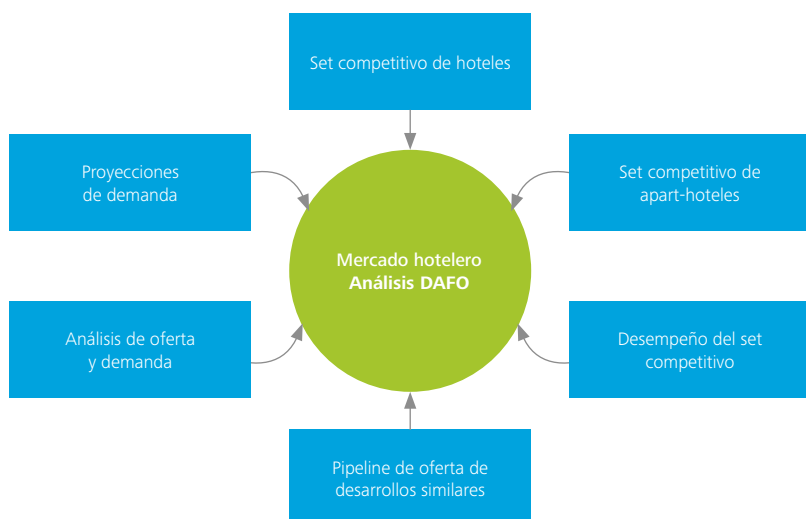 Set competitivo de hoteles
Proyecciones
de demanda
Set competitivo de
apart-hoteles
Mercado hotelero
Análisis DAFO
Análisis de oferta
y demanda
Desempeño del set
competitivo
Pipeline de oferta de
desarrollos similares